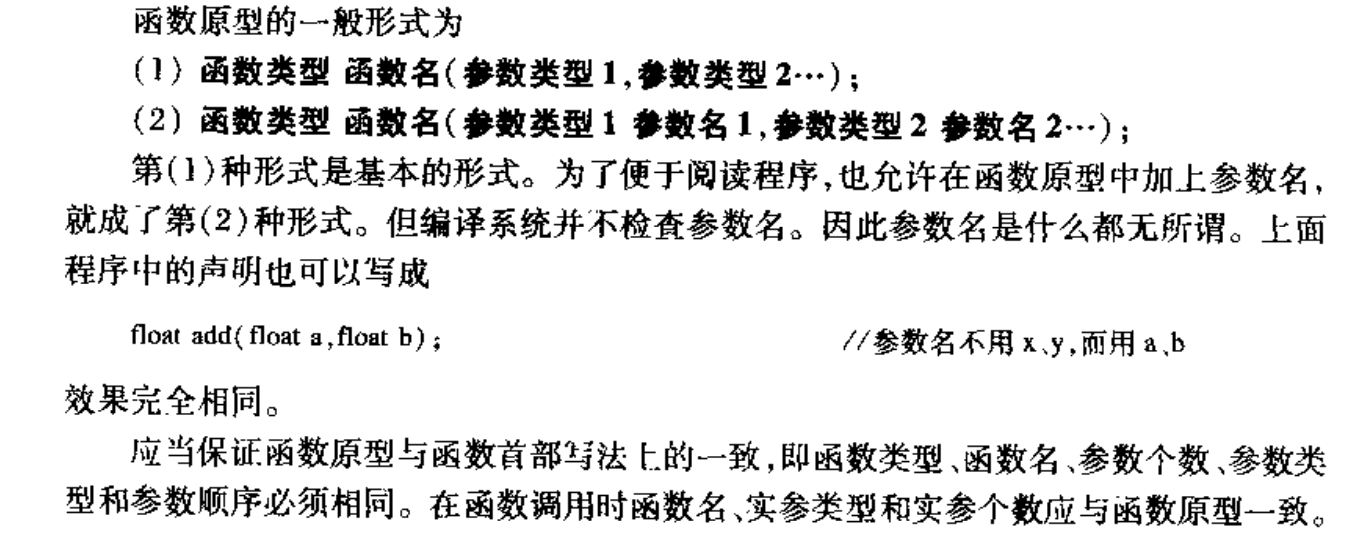 函数原型的一般形式为
(1) 函数类型 函数名(参数类型1,参数类型2…);
(2) 函数类型 函数名(参数类型1 参数名1,参数类型2 参数名2…);
第(1)种形式是基本的形式。为了便于阅读程序,也允许在函数原型中加上参数名,
就成了第(2)种形式。但编译系统并不检查参数名。因此参数名是什么都无所谓。上面
程序中的声明也可以写成
float add(float a,float b); //参数名不用x、y,而用a、b
效果完全相同。
应当保证函数原型与函数首部写法上的一致,即函数类型、函数名、参数个数、参数类
型和参数顺序必须相同。在函数调用时函数名、实参类型和实参个数应与函数原型一致。